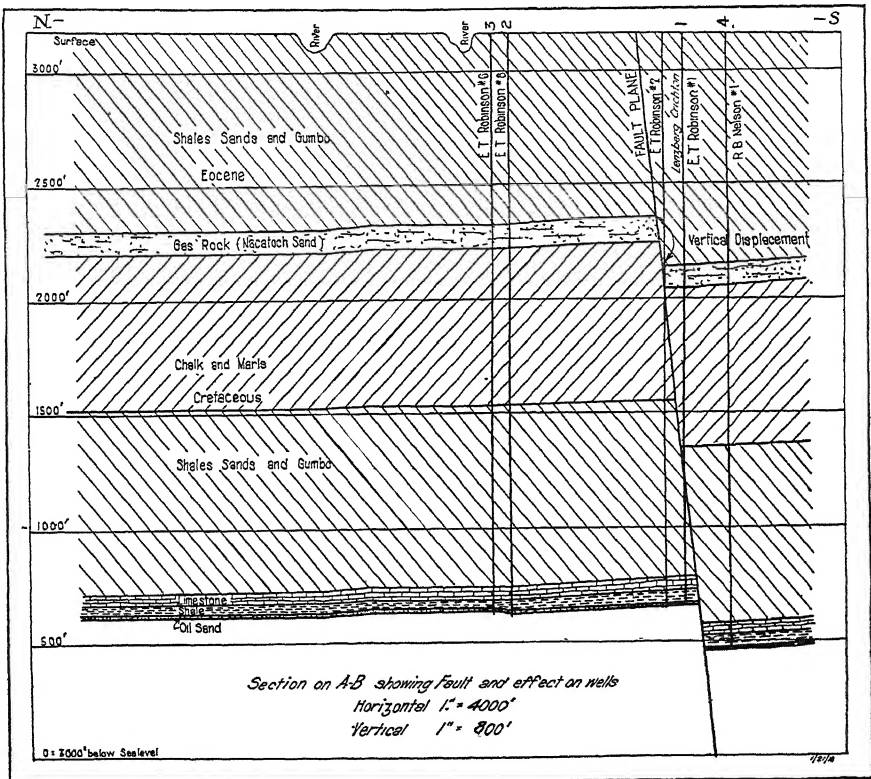 N-
3
2
1
4
-S
Surface
River
River
3000'
E.T Robinson #6
E.T Robinson #8
FAULT PLANE
E.T Robinson #2
Lenzberg Crichton
E.T Robinson #1
R.B Nelson #1
Shales Sands and Gumbo
Eocene
2500'
Gas Rock (Nacatoch Sand)
Vertical Displacement
2000'
Chalk and Marls
Cretaceous
1500'
Shales Sands and Gumbo
1000'
Limestone
Shale
Oil Sand
500'
Section on A-B showing Fault and effect on wells
Horizontal 1" = 4000'
Vertical 1" = 800'
0 = 3000' below Sealevel